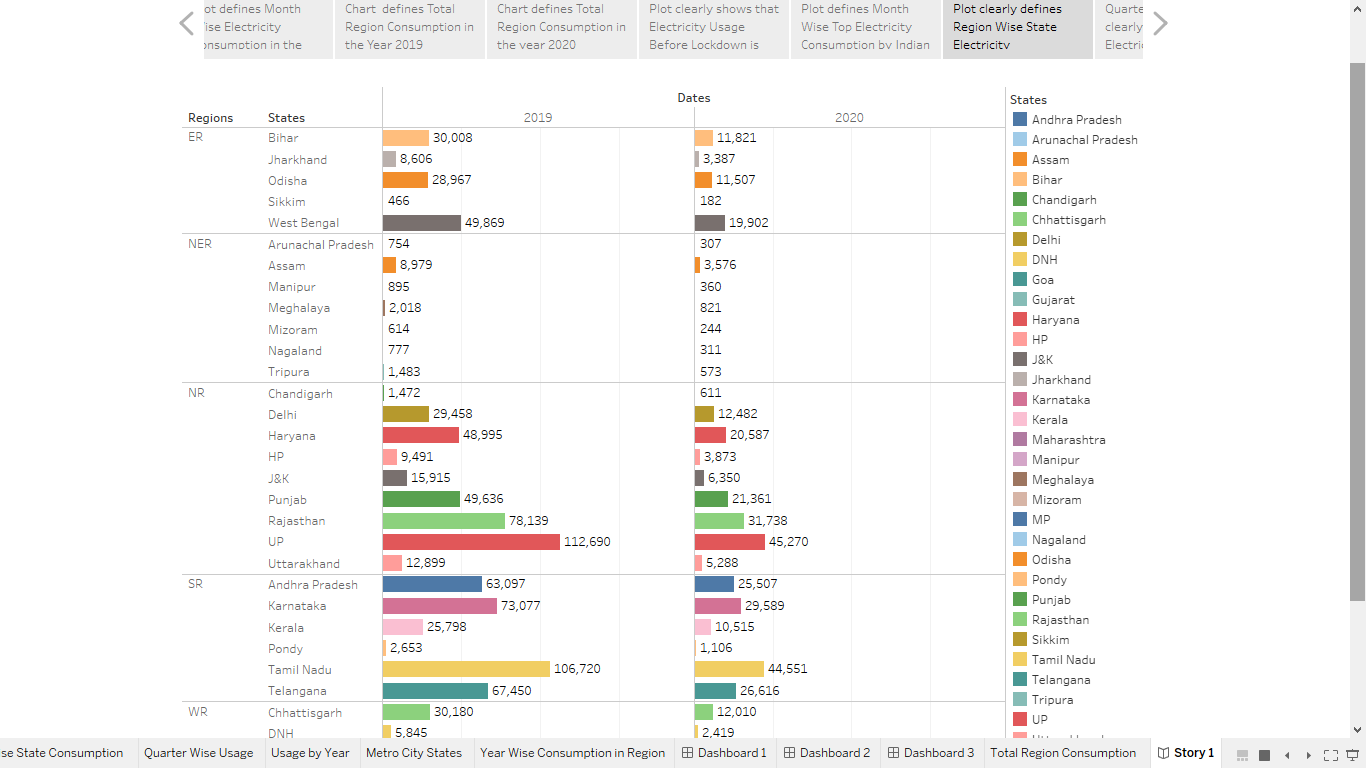 ot defines Month
ise Electricity
onsumption in the
Chart defines Total
Region Consumption in
the Year 2019
Chart defines Total
Region Consumption in
the year 2020
Plot clearly shows that
Electricity Usage
Before Lockdown is
Plot defines Month
Wise Top Electricity
Consumption by Indian
Plot clearly defines
Region Wise State
Electricity
Quarte
clearly
Electri
Dates
Regions States 2019 2020
ER Bihar 30,008 11,821
Jharkhand 8,606 3,387
Odisha 28,967 11,507
Sikkim 466 182
West Bengal 49,869 19,902
NER Arunachal Pradesh 754 307
Assam 8,979 3,576
Manipur 895 360
Meghalaya 2,018 821
Mizoram 614 244
Nagaland 777 311
Tripura 1,483 573
NR Chandigarh 1,472 611
Delhi 29,458 12,482
Haryana 48,995 20,587
HP 9,491 3,873
J&K 15,915 6,350
Punjab 49,636 21,361
Rajasthan 78,139 31,738
UP 112,690 45,270
Uttarakhand 12,899 5,288
SR Andhra Pradesh 63,097 25,507
Karnataka 73,077 29,589
Kerala 25,798 10,515
Pondy 2,653 1,106
Tamil Nadu 106,720 44,551
Telangana 67,450 26,616
WR Chhattisgarh 30,180 12,010
DNH 5,845 2,419
States
Andhra Pradesh
Arunachal Pradesh
Assam
Bihar
Chandigarh
Chhattisgarh
Delhi
DNH
Goa
Gujarat
Haryana
HP
J&K
Jharkhand
Karnataka
Kerala
Maharashtra
Manipur
Meghalaya
Mizoram
MP
Nagaland
Odisha
Pondy
Punjab
Rajasthan
Sikkim
Tamil Nadu
Telangana
Tripura
UP
se State Consumption Quarter Wise Usage Usage by Year Metro City States Year Wise Consumption in Region Dashboard 1 Dashboard 2 Dashboard 3 Total Region Consumption Story 1